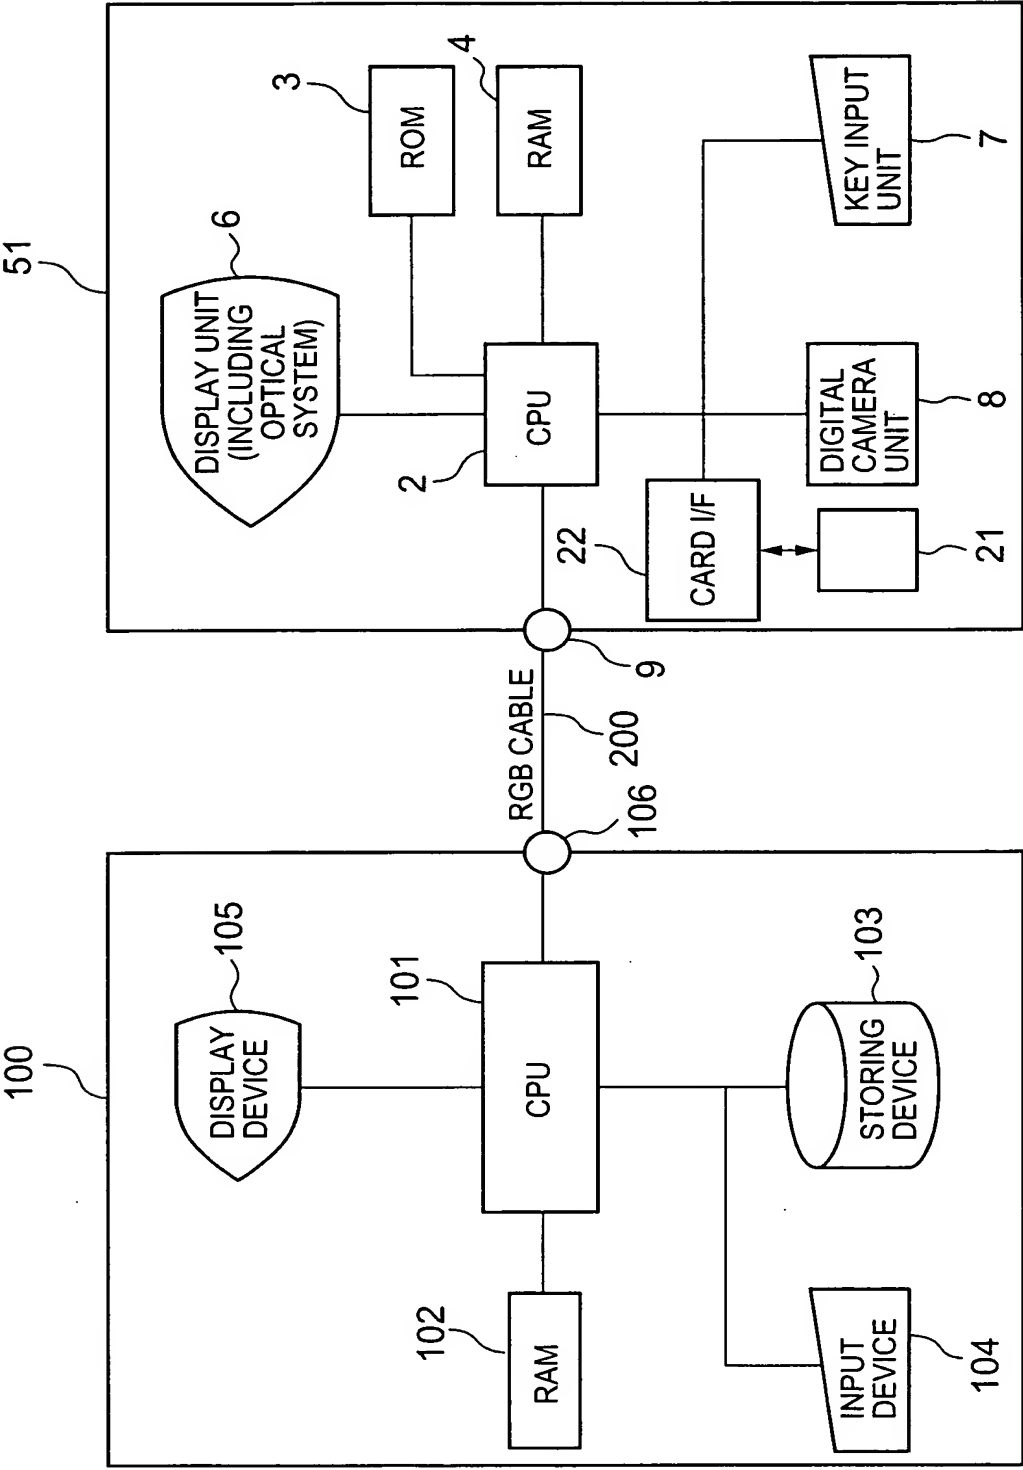 100
105
DISPLAY
DEVICE
101
CPU
102
RAM
103
STORING
DEVICE
104
INPUT
DEVICE
106
RGB CABLE
200
9
51
6
DISPLAY UNIT
(INCLUDING
OPTICAL
SYSTEM)
3
ROM
4
RAM
2
CPU
22
CARD I/F
21
DIGITAL
CAMERA
UNIT
8
KEY INPUT
UNIT
7